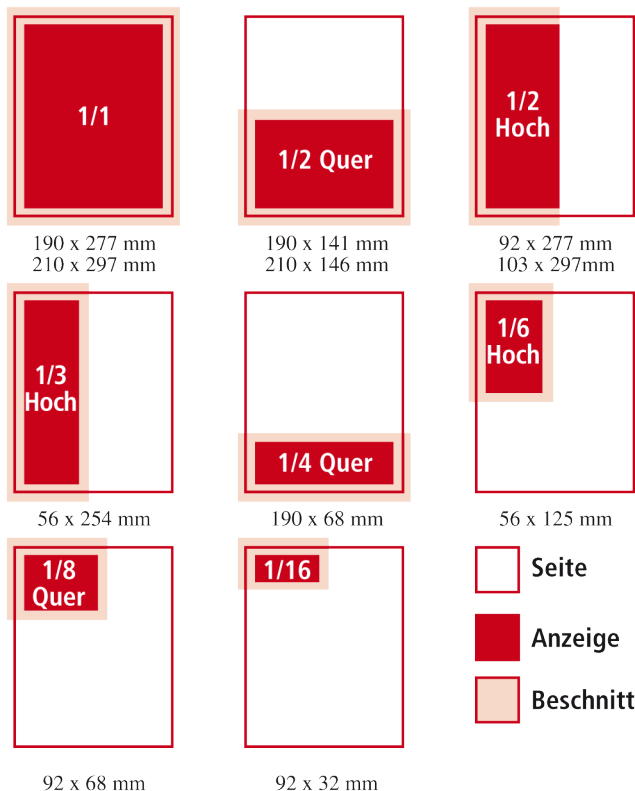 1/1
1/2 Quer
1/2
Hoch
190 x 277 mm
210 x 297 mm
190 x 141 mm
210 x 146 mm
92 x 277 mm
103 x 297mm
1/3
Hoch
1/4 Quer
1/6
Hoch
56 x 254 mm
190 x 68 mm
56 x 125 mm
1/8
Quer
1/16
Seite
Anzeige
Beschnitt
92 x 68 mm
92 x 32 mm